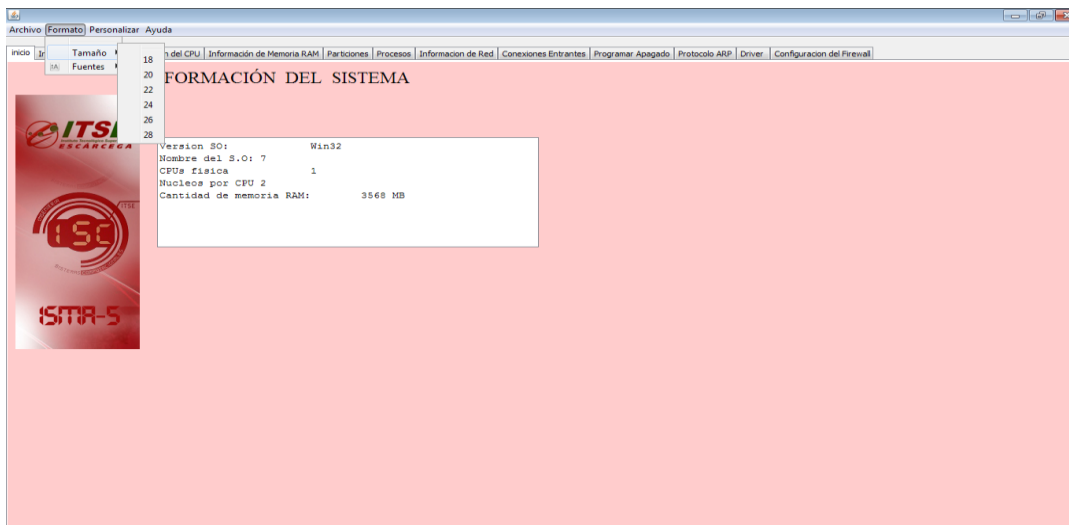 Archivo Formato Personalizar Ayuda
inicio Tamaño n del CPU Información de Memoria RAM Particiones Procesos Informacion de Red Conexiones Entrantes Programar Apagado Protocolo ARP Driver Configuracion del Firewall
Fuentes
18
20
22
24
26
28
FORMACIÓN DEL SISTEMA
ITSE
ESCÁRCEGA
Version SO: Win32
Nombre del S.O: 7
CPUs fisica 1
Nucleos por CPU 2
Cantidad de memoria RAM: 3568 MB
ITSE
ISC
ISMA-5